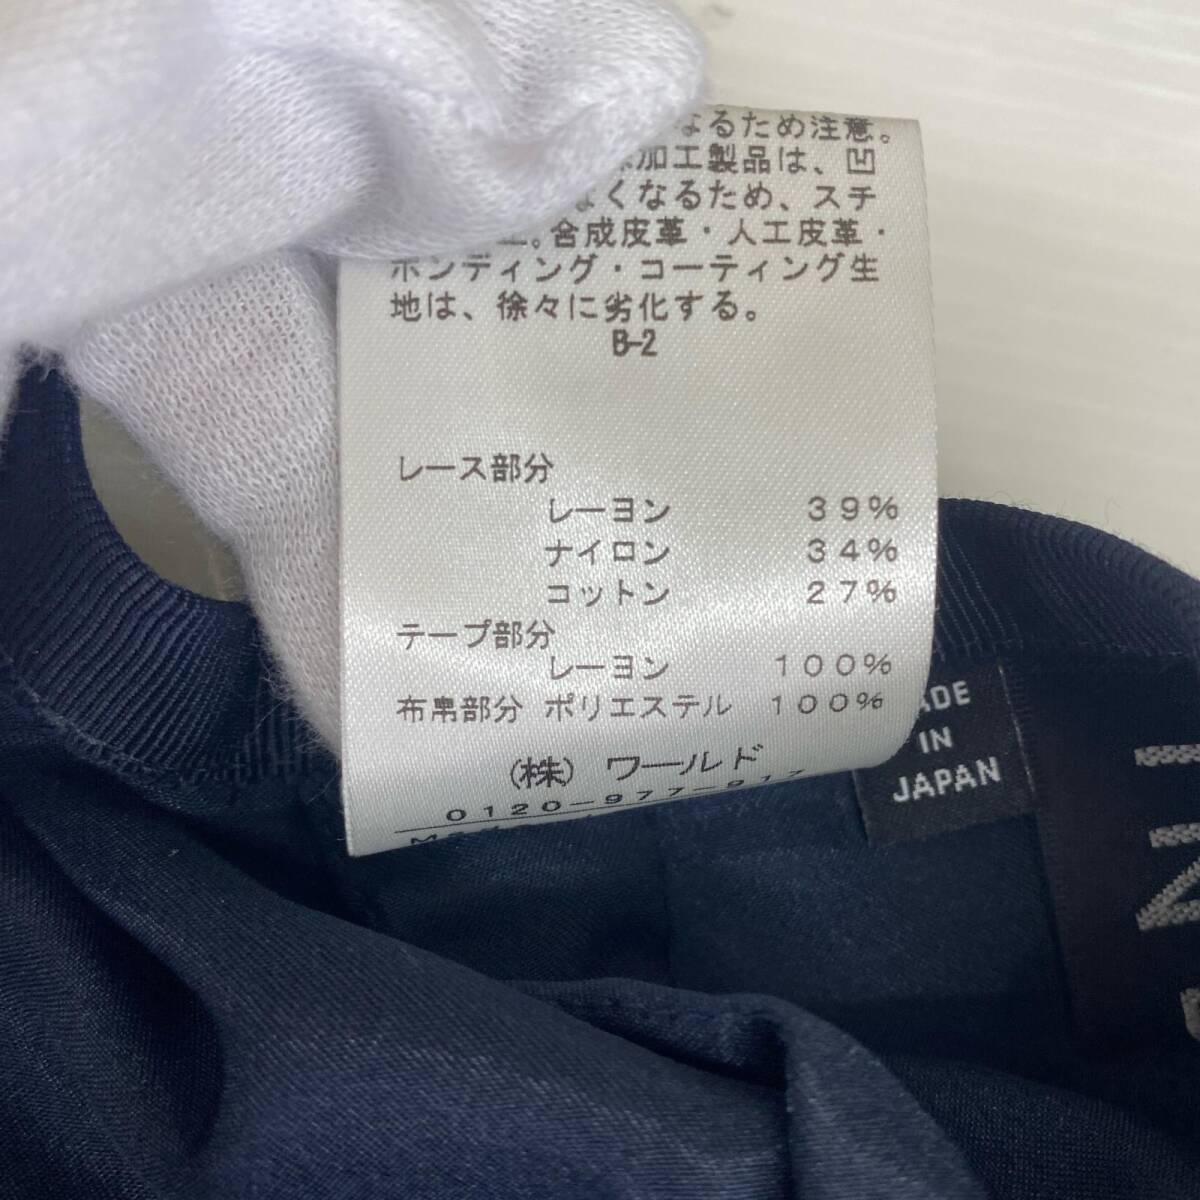 なるため注意。
加工製品は、凹
なくなるため、スチ
。合成皮革・人工皮革・
ボンディング・コーティング生
地は、徐々に劣化する。
B-2
レース部分
レーヨン 39%
ナイロン 34%
コットン 27%
テープ部分
レーヨン 100%
布帛部分 ポリエステル 100%
(株) ワールド
0120-977-917
MADE
IN
JAPAN